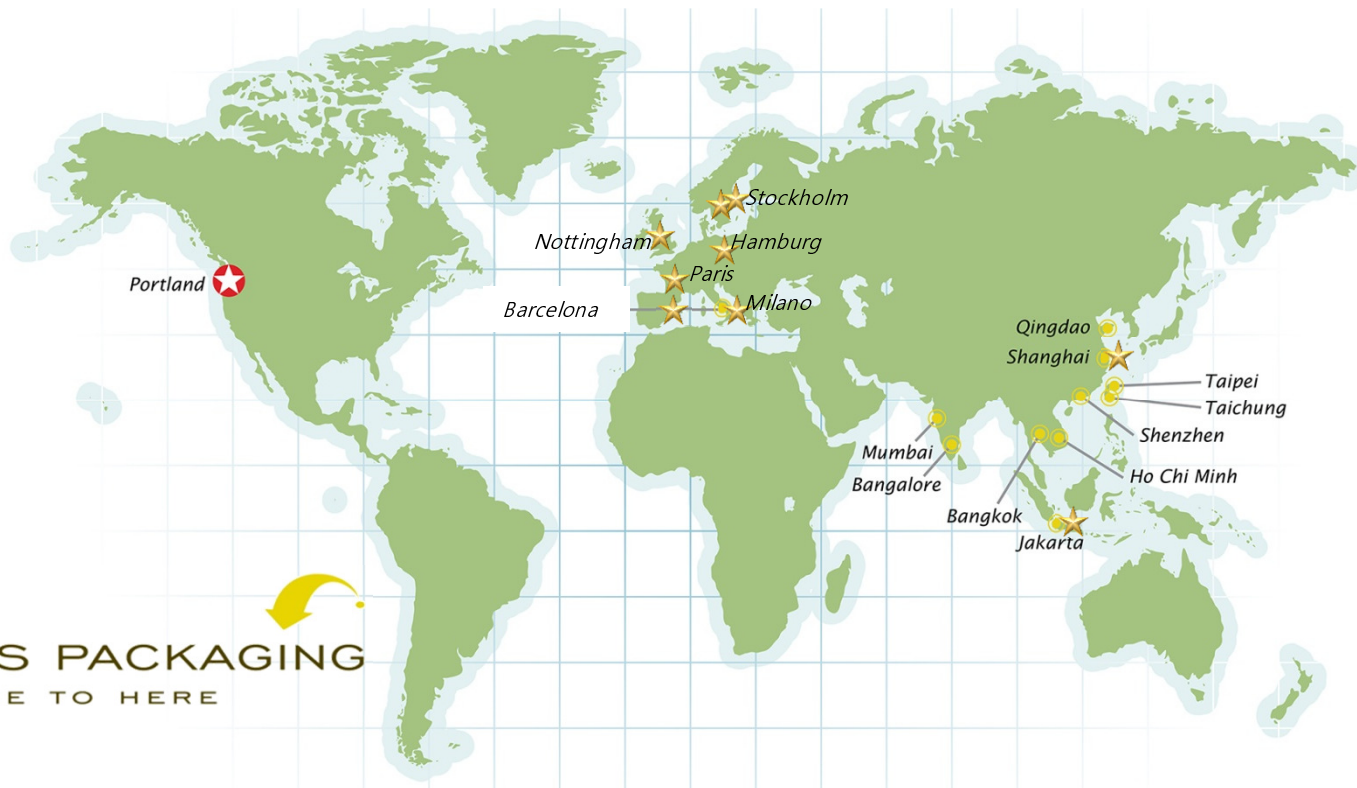 Stockholm
Nottingham
Hamburg
Portland
Paris
Barcelona
Milano
Qingdao
Shanghai
Taipei
Taichung
Shenzhen
Mumbai
Ho Chi Minh
Bangalore
Bangkok
Jakarta
S PACKAGING
E TO HERE